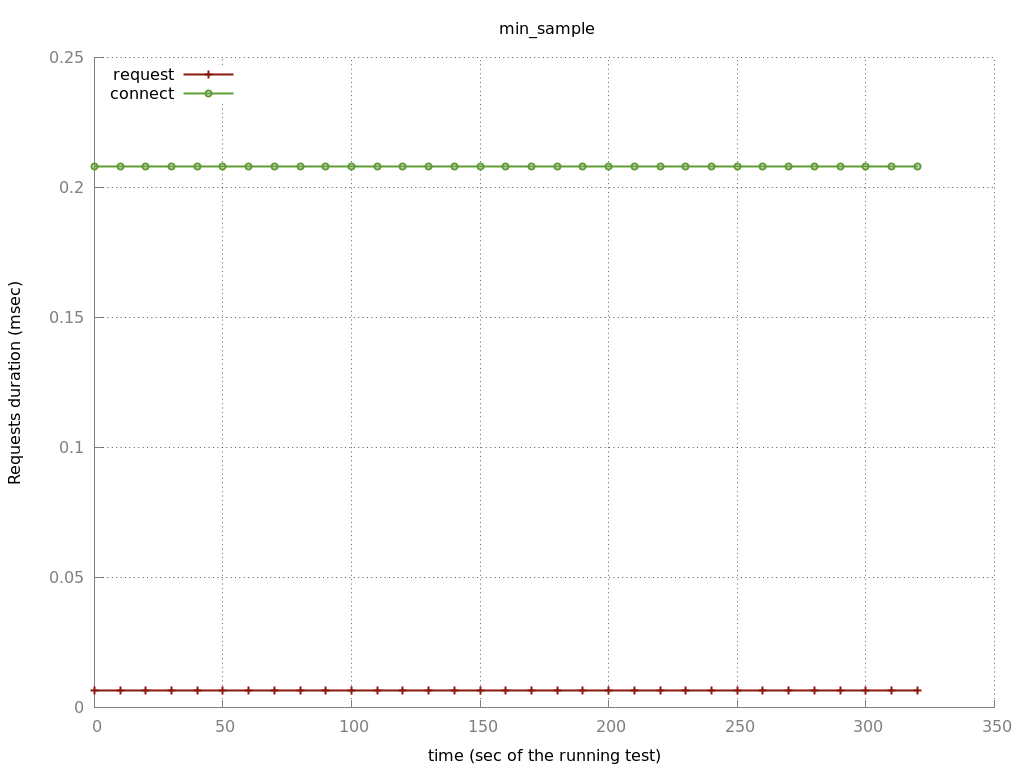 min_sample
0.25
request
connect
0.2
0.15
Requests duration (msec)
0.1
0.05
0
0 50 100 150 200 250 300 350
time (sec of the running test)